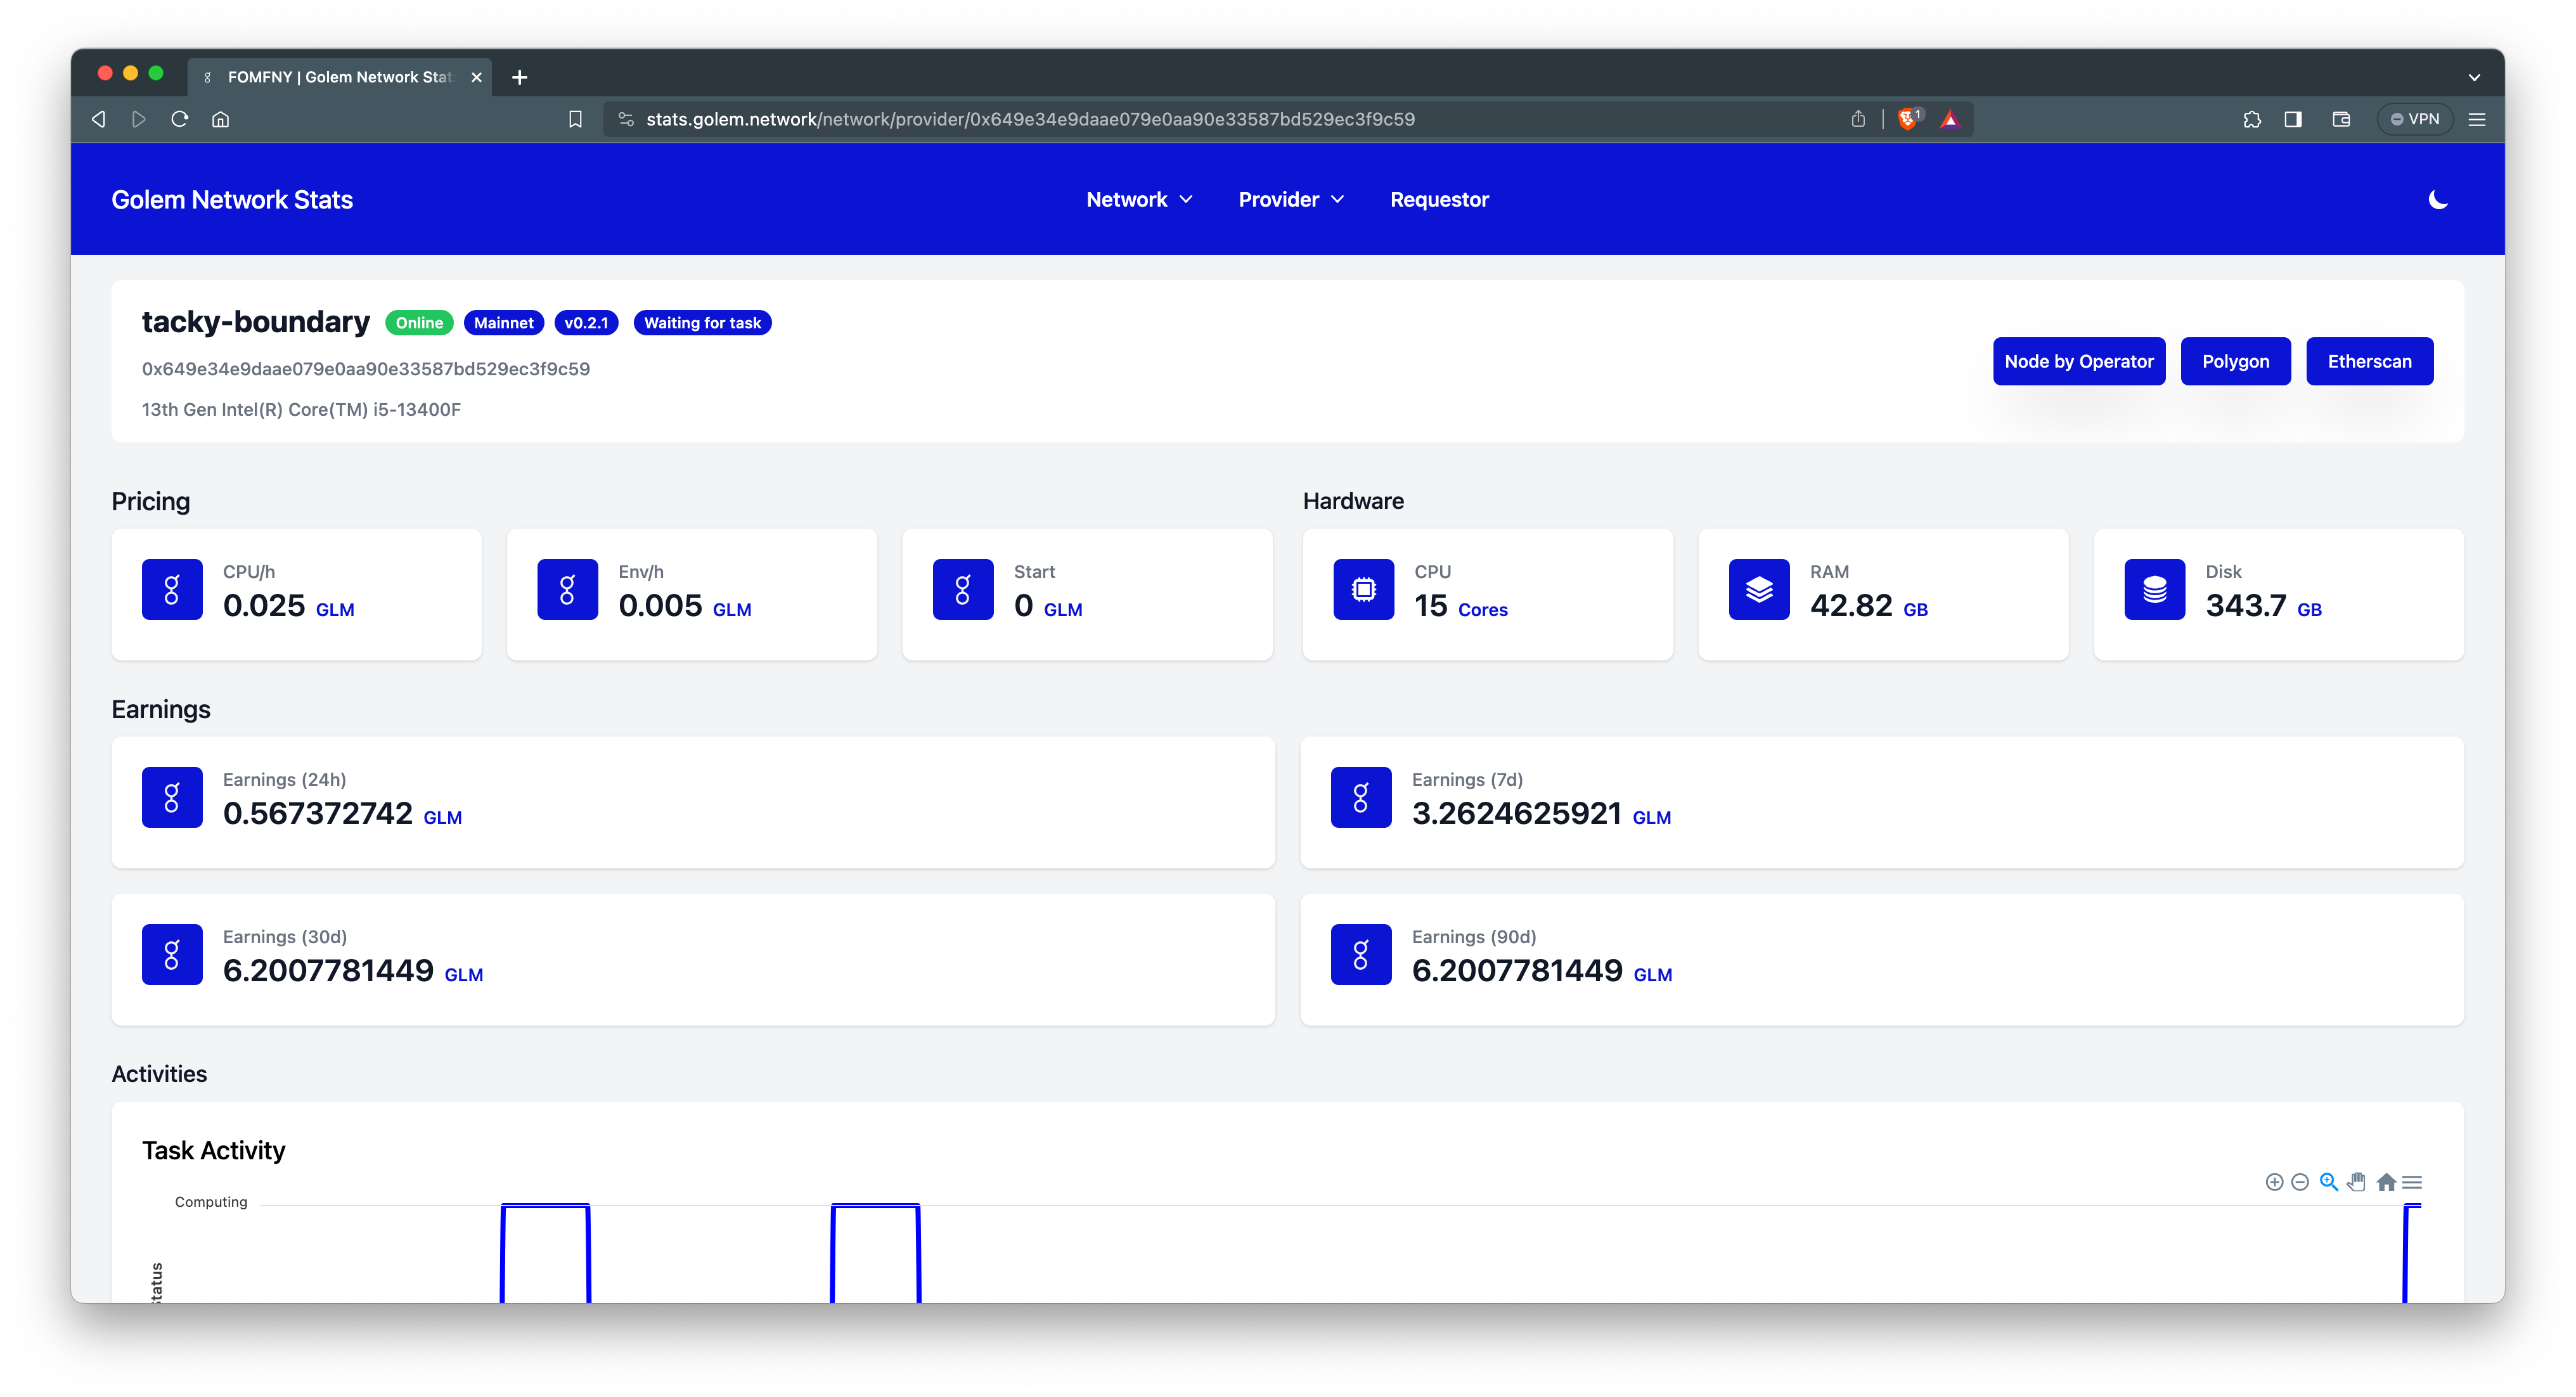 FOMFNY | Golem Network Stat
stats.golem.network/network/provider/0x649e34e9daae079e0aa90e33587bd529ec3f9c59
1
VPN
Golem Network Stats
Network
Provider
Requestor
tacky-boundary
Online
Mainnet
v0.2.1
Waiting for task
0x649e34e9daae079e0aa90e33587bd529ec3f9c59
13th Gen Intel(R) Core(TM) i5-13400F
Node by Operator
Polygon
Etherscan
Pricing
CPU/h
0.025 GLM
Env/h
0.005 GLM
Start
0 GLM
Hardware
CPU
15 Cores
RAM
42.82 GB
Disk
343.7 GB
Earnings
Earnings (24h)
0.567372742 GLM
Earnings (7d)
3.2624625921 GLM
Earnings (30d)
6.2007781449 GLM
Earnings (90d)
6.2007781449 GLM
Activities
Task Activity
Computing